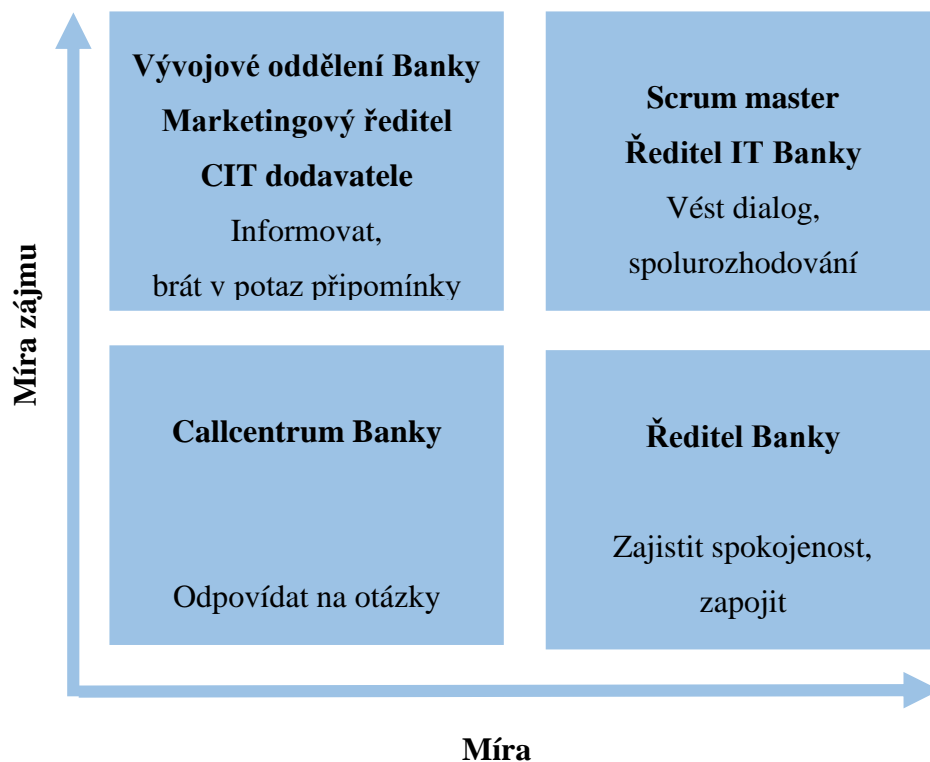 Vývojové oddělení Banky
Marketingový ředitel
CIT dodavatele
Informovat,
brát v potaz připomínky
Scrum master
Ředitel IT Banky
Vést dialog,
spolurozhodování
Míra zájmu
Callcentrum Banky
Odpovídat na otázky
Ředitel Banky
Zajistit spokojenost,
zapojit
Míra